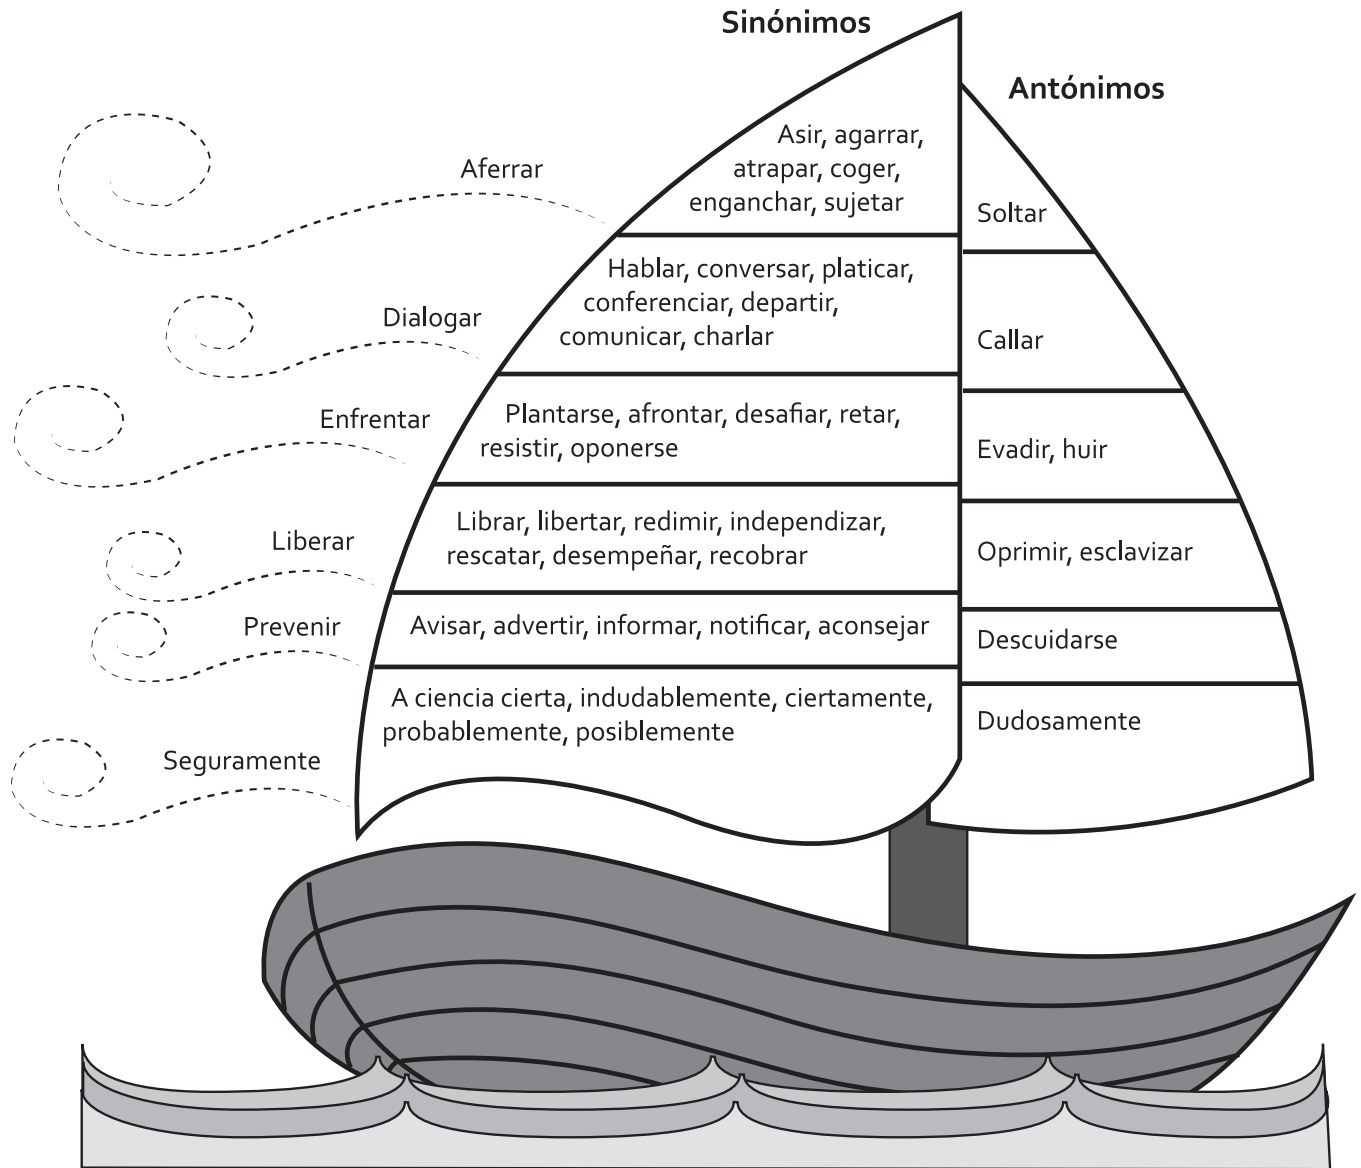 Sinónimos
Antónimos
Aferrar
Asir, agarrar,
atrapar, coger,
enganchar, sujetar
Soltar
Dialogar
Hablar, conversar, platicar,
conferenciar, departir,
comunicar, charlar
Callar
Enfrentar
Plantarse, afrontar, desafiar, retar,
resistir, oponerse
Evadir, huir
Liberar
Librar, libertar, redimir, independizar,
rescatar, desempeñar, recobrar
Oprimir, esclavizar
Prevenir
Avisar, advertir, informar, notificar, aconsejar
Descuidarse
Seguramente
A ciencia cierta, indudablemente, ciertamente,
probablemente, posiblemente
Dudosamente